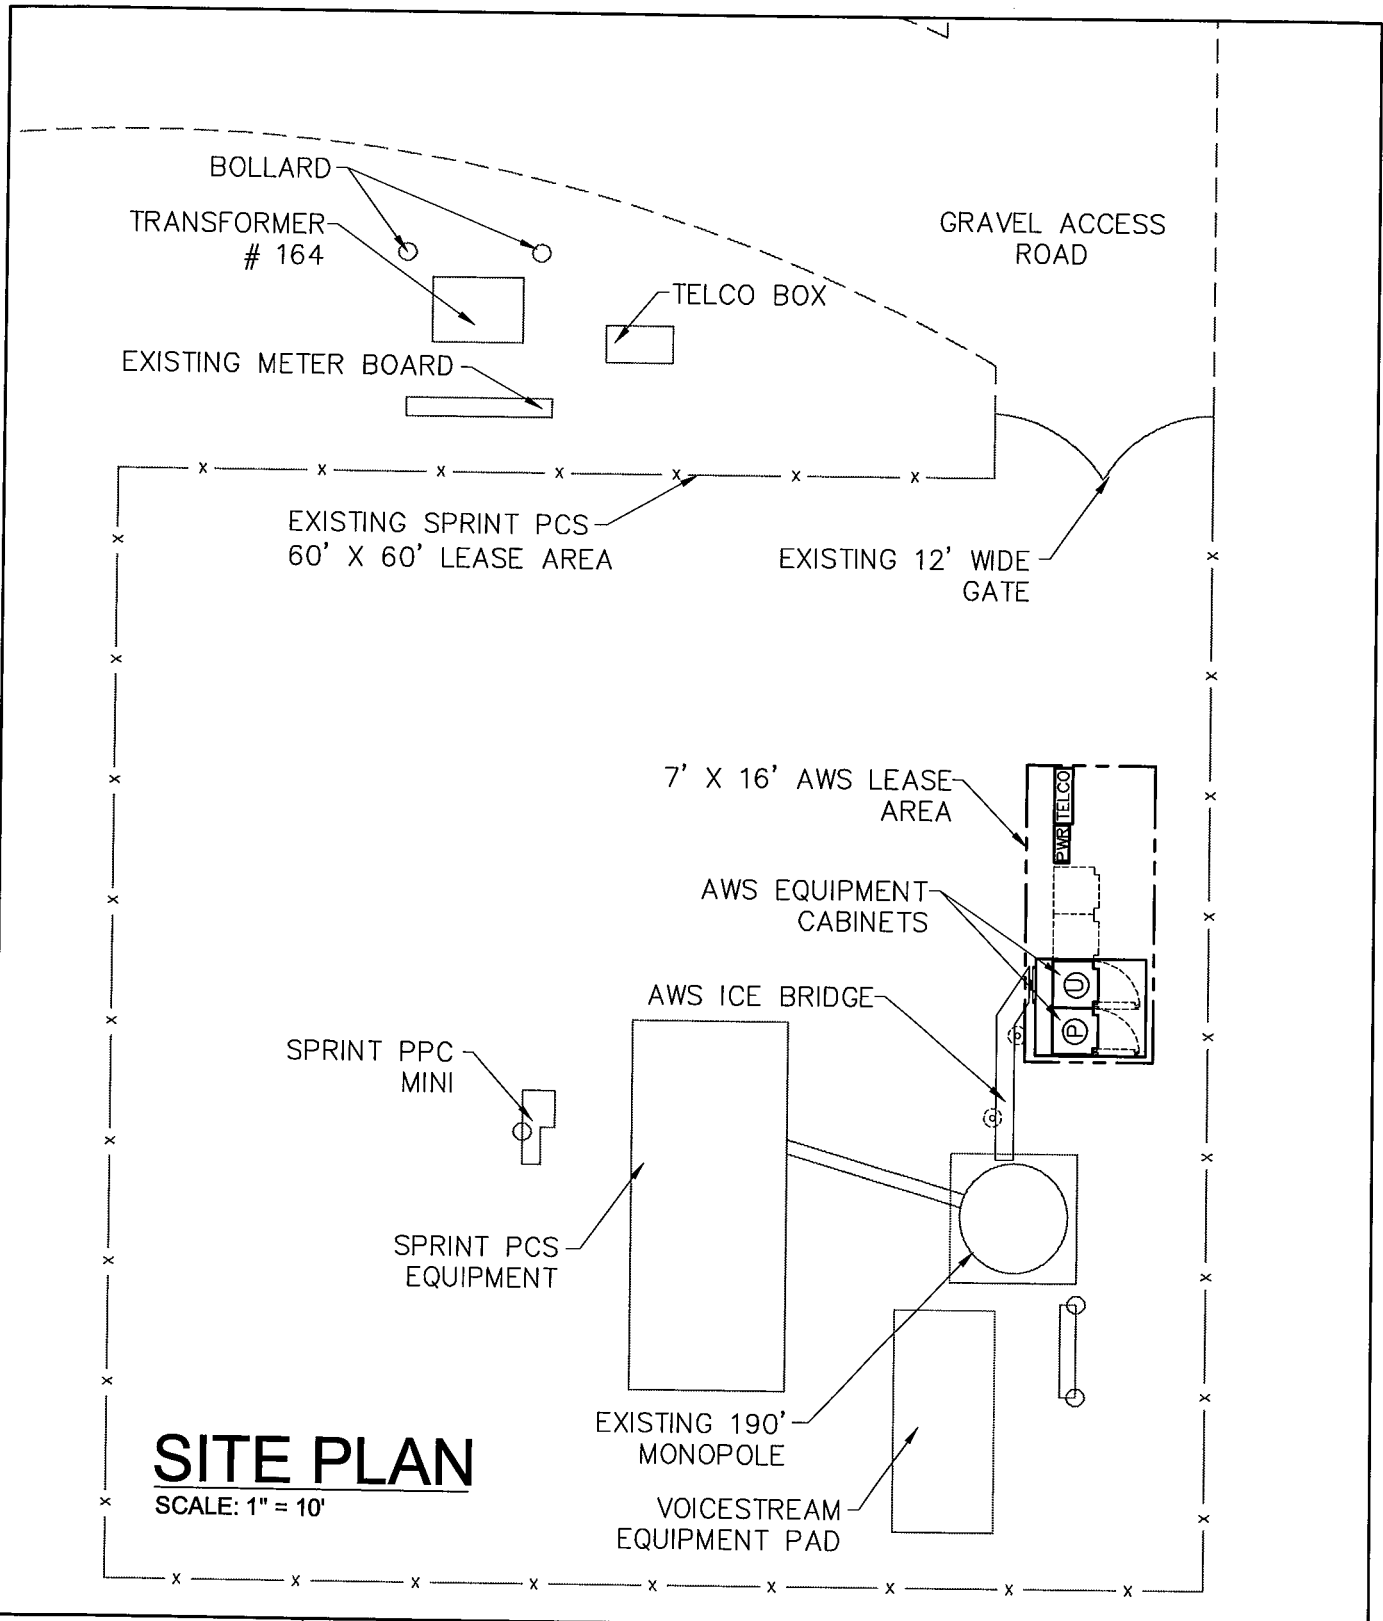 BOLLARD
TRANSFORMER
# 164
GRAVEL ACCESS
ROAD
TELCO BOX
EXISTING METER BOARD
EXISTING SPRINT PCS
60' X 60' LEASE AREA
EXISTING 12' WIDE
GATE
7' X 16' AWS LEASE
AREA
TELCO
PWR
AWS EQUIPMENT
CABINETS
U
P
AWS ICE BRIDGE
SPRINT PPC
MINI
SPRINT PCS
EQUIPMENT
EXISTING 190'
MONOPOLE
VOICESTREAM
EQUIPMENT PAD
SITE PLAN
SCALE: 1" = 10'